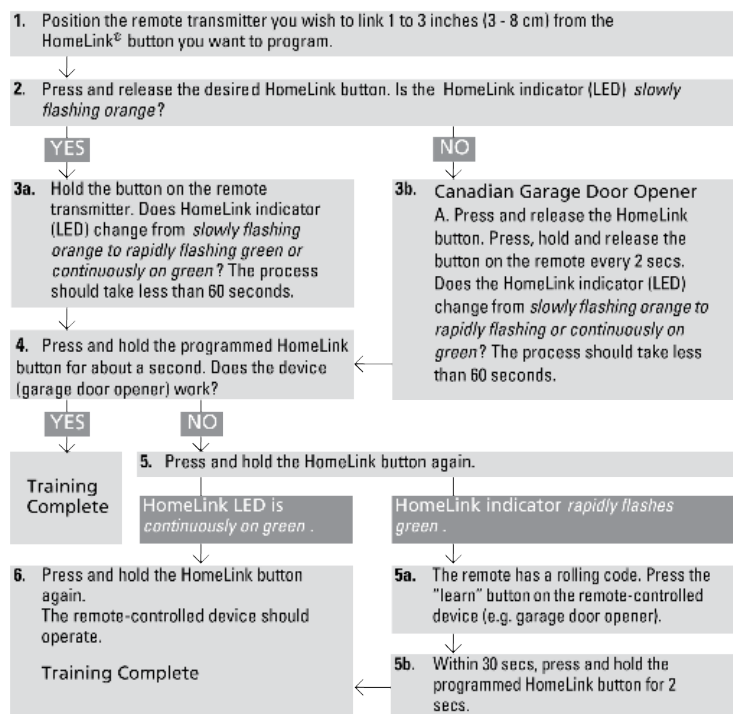 1. Position the remote transmitter you wish to link 1 to 3 inches (3 - 8 cm) from the
HomeLink® button you want to program.
2. Press and release the desired HomeLink button. Is the HomeLink indicator (LED) slowly
flashing orange?
YES
NO
3a. Hold the button on the remote
transmitter. Does HomeLink indicator
(LED) change from slowly flashing
orange to rapidly flashing green or
continuously on green? The process
should take less than 60 seconds.
3b. Canadian Garage Door Opener
A. Press and release the HomeLink
button. Press, hold and release the
button on the remote every 2 secs.
Does the HomeLink indicator (LED)
change from slowly flashing orange to
rapidly flashing or continuously on
green? The process should take less
than 60 seconds.
4. Press and hold the programmed HomeLink
button for about a second. Does the device
(garage door opener) work?
YES
NO
Training
Complete
5. Press and hold the HomeLink button again.
HomeLink LED is
continuously on green .
HomeLink indicator rapidly flashes
green .
6. Press and hold the HomeLink button
again.
The remote-controlled device should
operate.
Training Complete
5a. The remote has a rolling code. Press the
"learn" button on the remote-controlled
device (e.g. garage door opener).
5b. Within 30 secs, press and hold the
programmed HomeLink button for 2
secs.